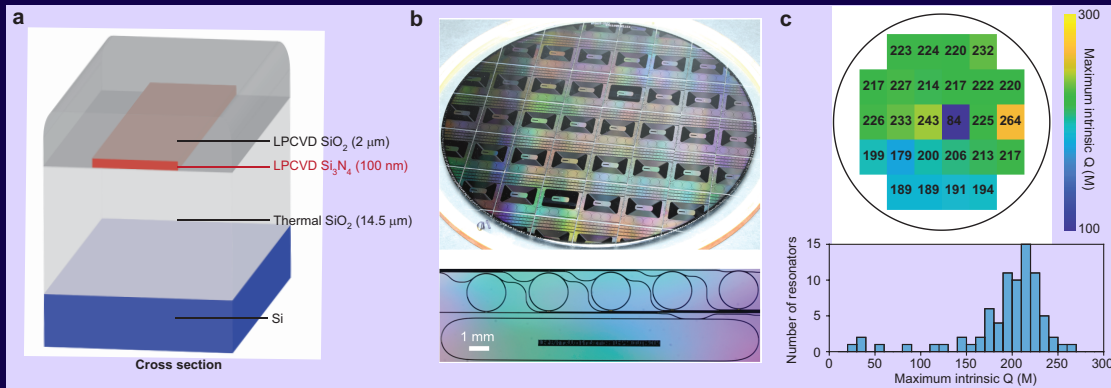 a
LPCVD SiO₂ (2 μm)
LPCVD Si₃N₄ (100 nm)
Thermal SiO₂ (14.5 μm)
Si
Cross section
b
1 mm
c
223 224 220 232
217 227 214 217 222 220
226 233 243 84 225 264
199 179 200 206 213 217
189 189 191 194
300
Maximum intrinsic Q (M)
100
Number of resonators
15
10
5
0
0 100 200 300
Maximum intrinsic Q (M)